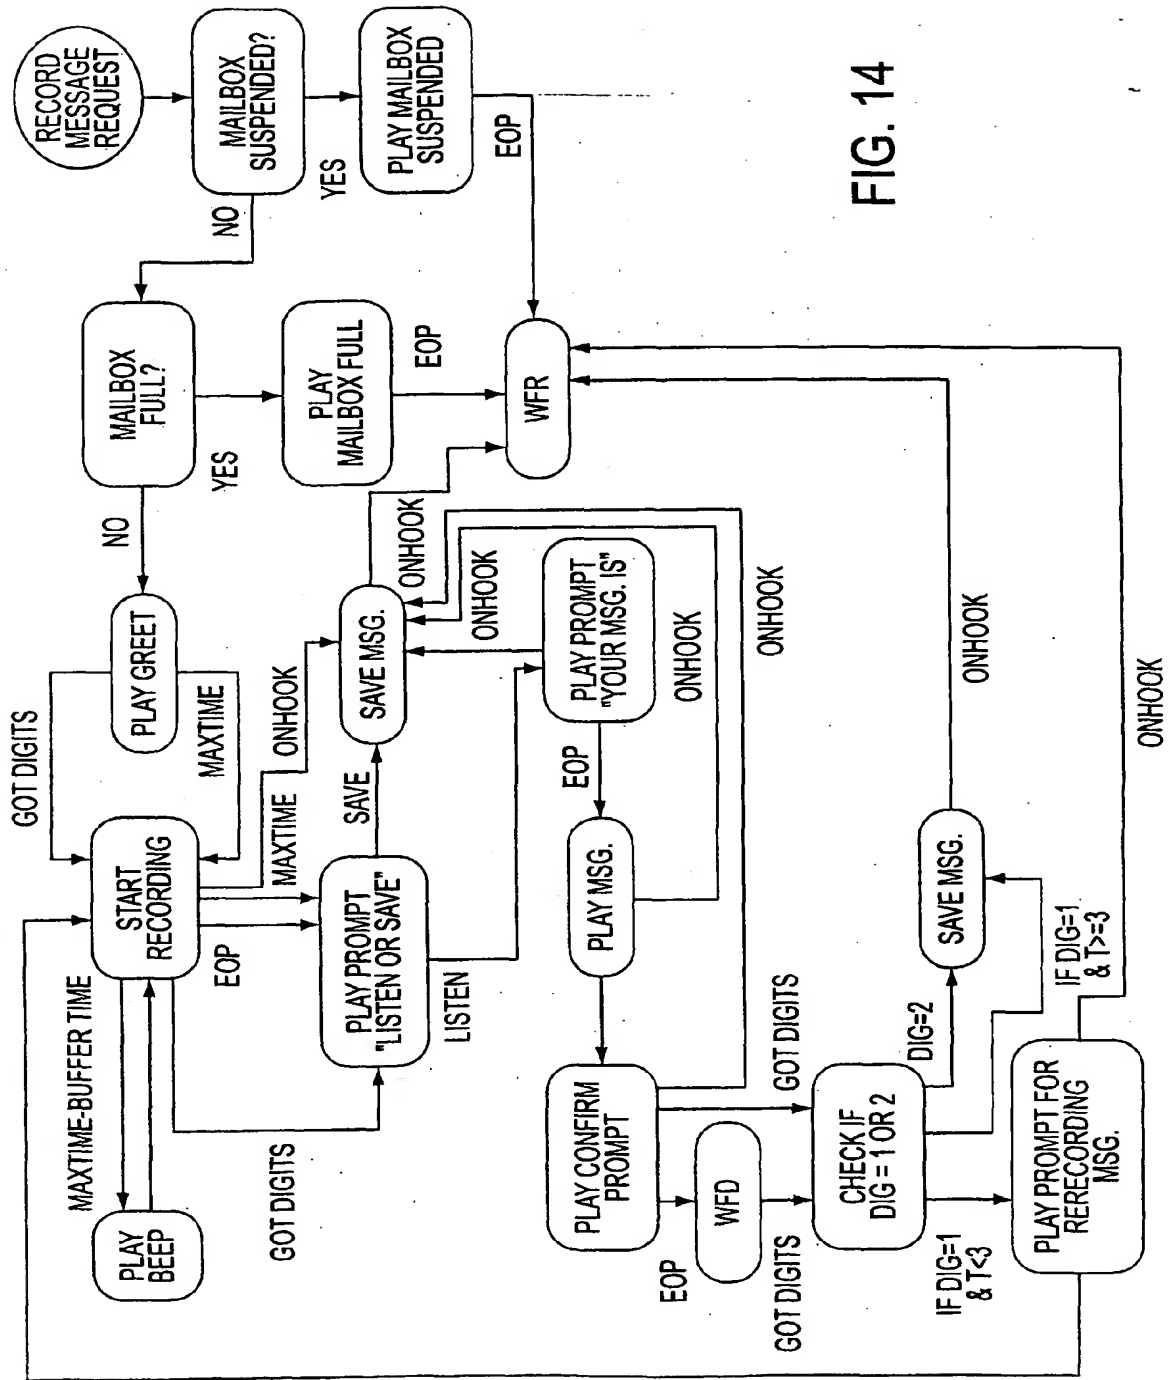 RECORD
MESSAGE
REQUEST
MAILBOX
SUSPENDED?
NO
YES
PLAY MAILBOX
SUSPENDED
EOP
MAILBOX
FULL?
NO
YES
PLAY
MAILBOX FULL
EOP
WFR
PLAY GREET
GOT DIGITS
MAXTIME
START
RECORDING
MAXTIME-BUFFER TIME
PLAY
BEEP
EOP
MAXTIME
ONHOOK
GOT DIGITS
PLAY PROMPT
"LISTEN OR SAVE"
SAVE
LISTEN
SAVE MSG.
ONHOOK
ONHOOK
PLAY PROMPT
"YOUR MSG. IS"
EOP
PLAY MSG.
ONHOOK
ONHOOK
PLAY CONFIRM
PROMPT
EOP
WFD
GOT DIGITS
GOT DIGITS
CHECK IF
DIG = 1 OR 2
DIG=2
SAVE MSG.
ONHOOK
IF DIG=1
& T>=3
IF DIG=1
& T<3
PLAY PROMPT FOR
RERECORDING
MSG.
ONHOOK
FIG. 14